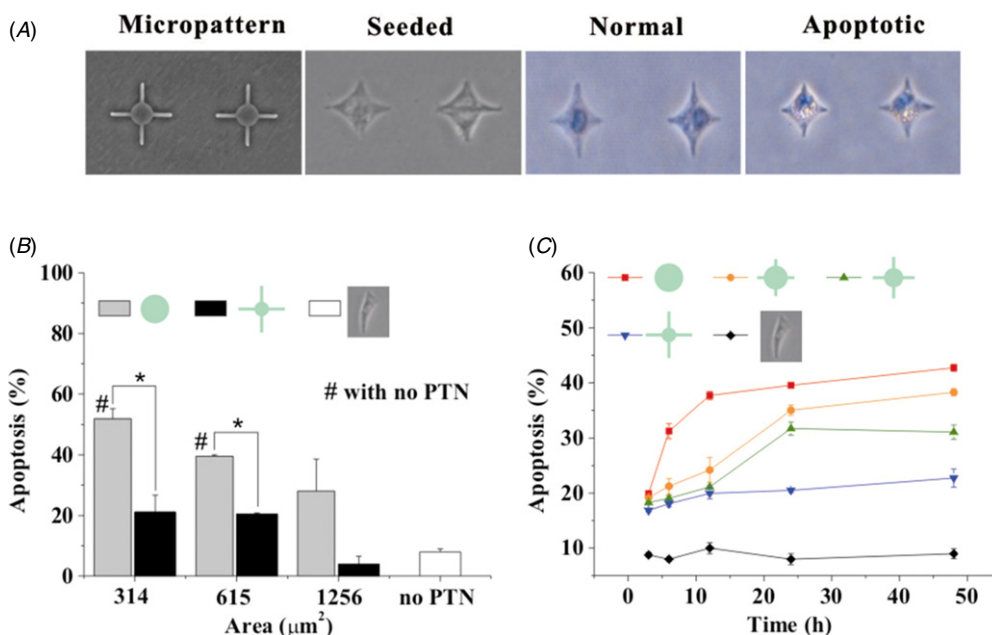 (A)
Micropattern Seeded Normal Apoptotic
(B)
100
80
60
40
20
0
Apoptosis (%)
# with no PTN
# * # *
314 615 1256 no PTN
Area (μm²)
(C)
60
50
40
30
20
10
Apoptosis (%)
0 10 20 30 40 50
Time (h)